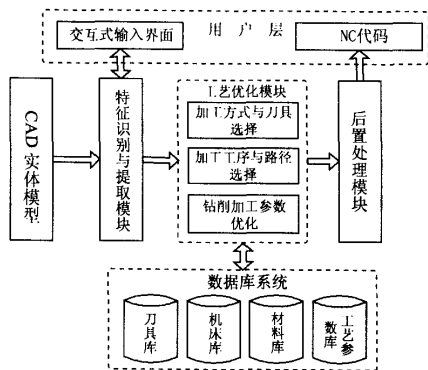 用户层
交互式输入界面
NC代码
CAD
实体模型
特征识别与
提取模块
工艺优化模块
加工方式与刀具
选择
加工工序与路径
选择
钻削加工参数
优化
后置处理模块
数据库系统
刀具库
机床库
材料库
工艺参
数库